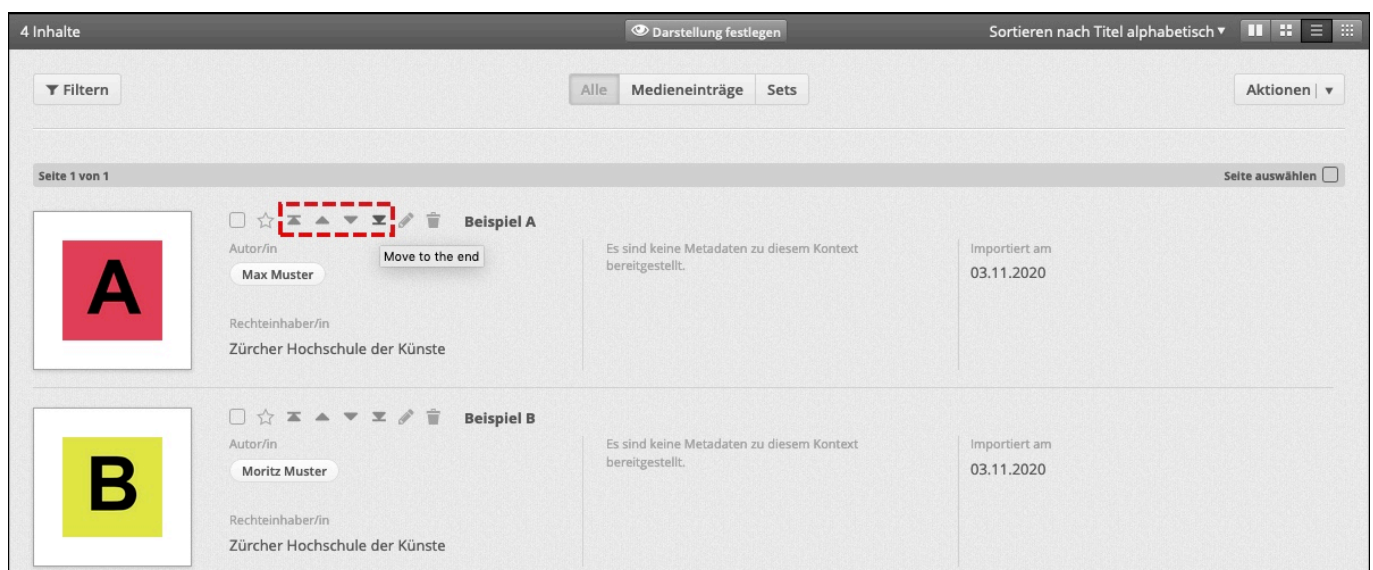 4 Inhalte
Darstellung festlegen
Sortieren nach Titel alphabetisch
Filtern
Alle
Medieneinträge
Sets
Aktionen
Seite 1 von 1
Seite auswählen
A
Beispiel A
Move to the end
Autor/in
Max Muster
Es sind keine Metadaten zu diesem Kontext
bereitgestellt.
Importiert am
03.11.2020
Rechteinhaber/in
Zürcher Hochschule der Künste
B
Beispiel B
Autor/in
Moritz Muster
Es sind keine Metadaten zu diesem Kontext
bereitgestellt.
Importiert am
03.11.2020
Rechteinhaber/in
Zürcher Hochschule der Künste